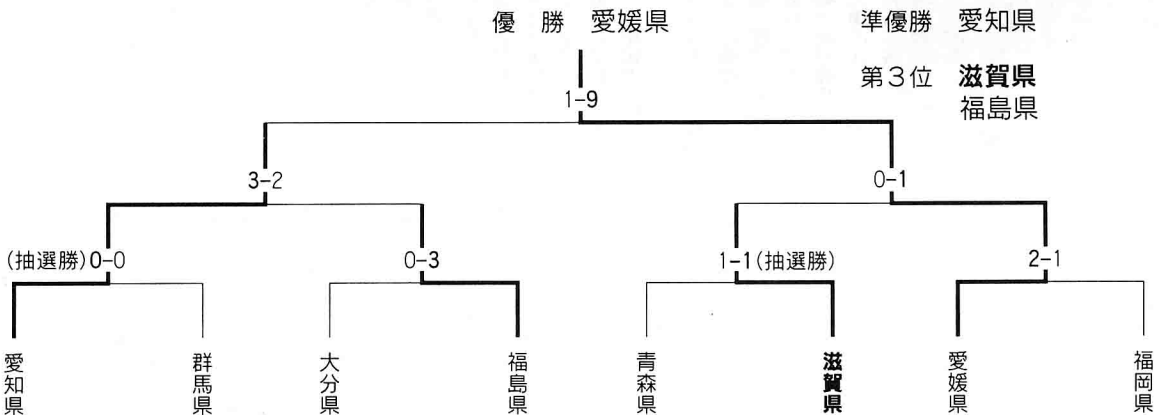 優 勝 愛媛県
準優勝 愛知県
第3位 滋賀県
福島県
1-9
3-2
0-1
(抽選勝)0-0
0-3
1-1(抽選勝)
2-1
愛知県
群馬県
大分県
福島県
青森県
滋賀県
愛媛県
福岡県